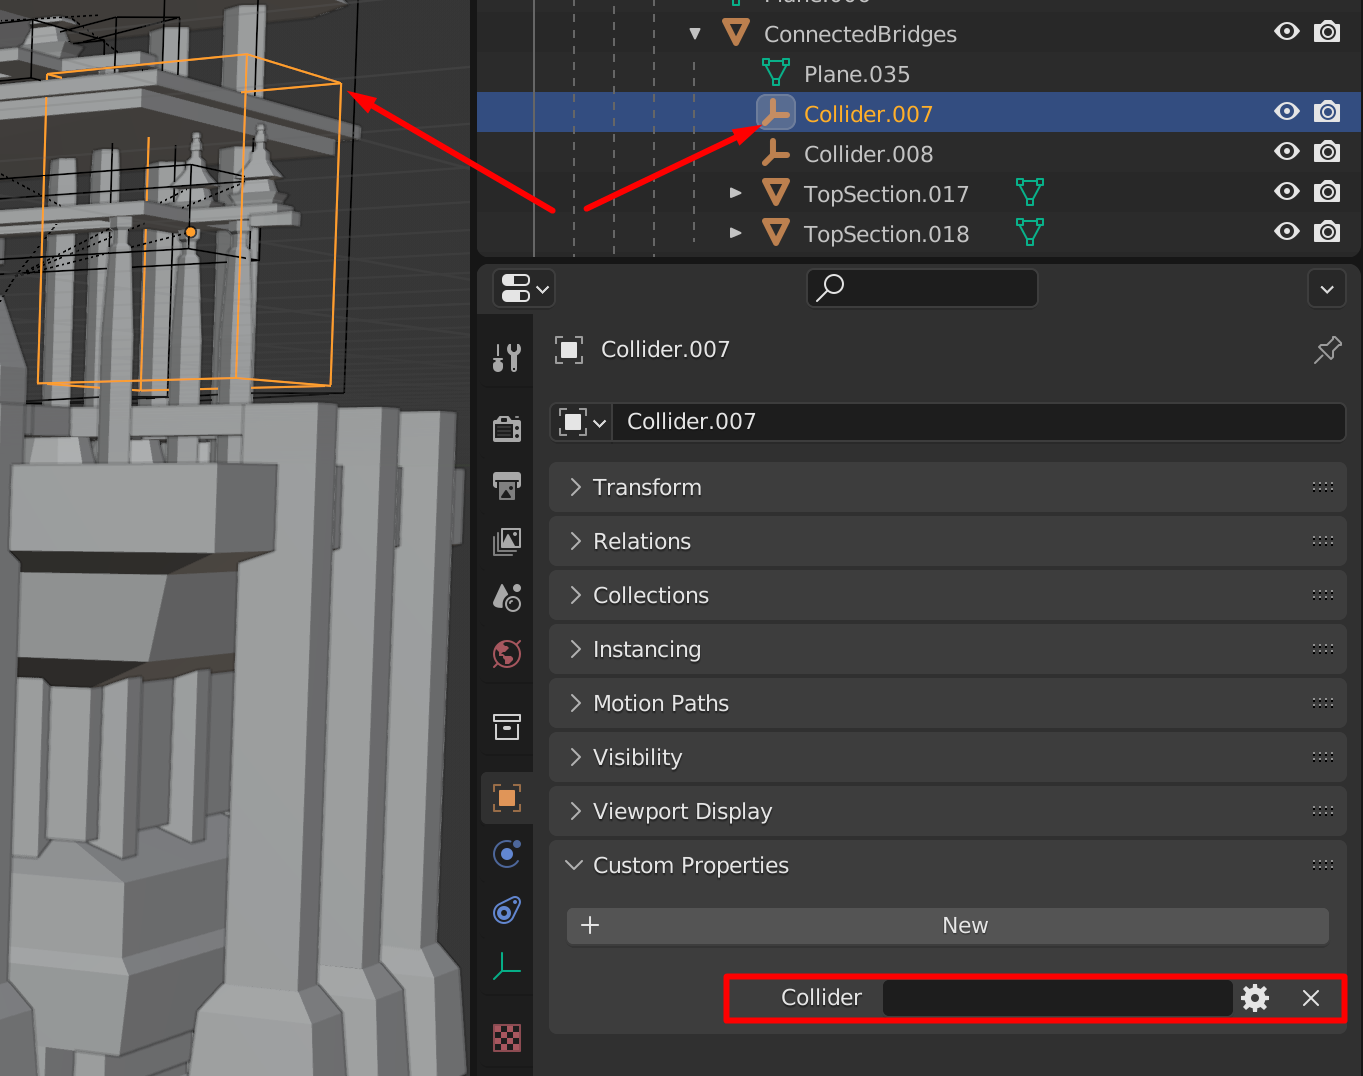 ConnectedBridges
Plane.035
Collider.007
Collider.008
TopSection.017
TopSection.018
Collider.007
Collider.007
Transform
Relations
Collections
Instancing
Motion Paths
Visibility
Viewport Display
Custom Properties
New
Collider